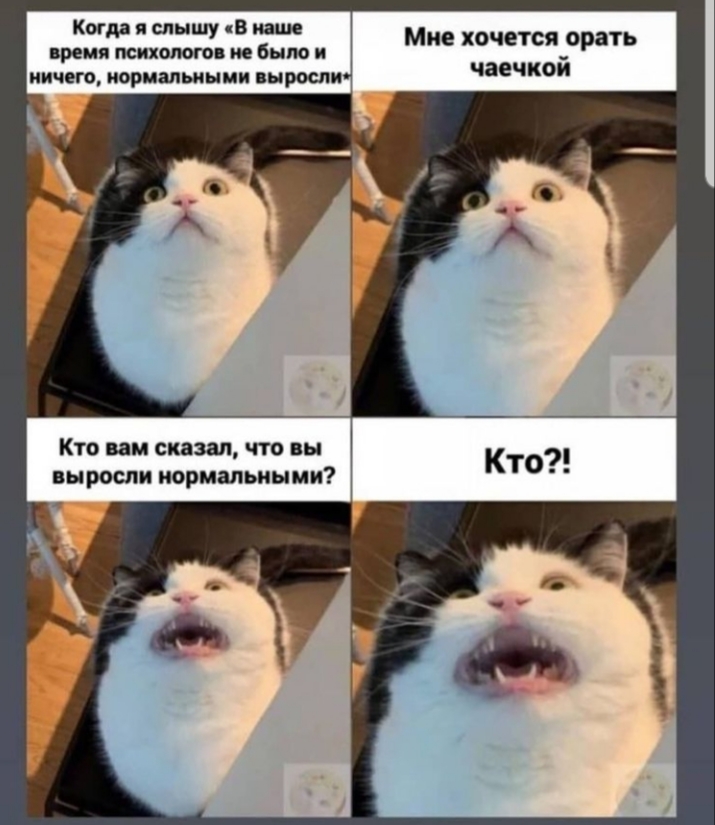 Когда я слышу «В наше
время психологов не было и
ничего, нормальными выросли»
Мне хочется орать
чаечкой
Кто вам сказал, что вы
выросли нормальными?
Кто?!